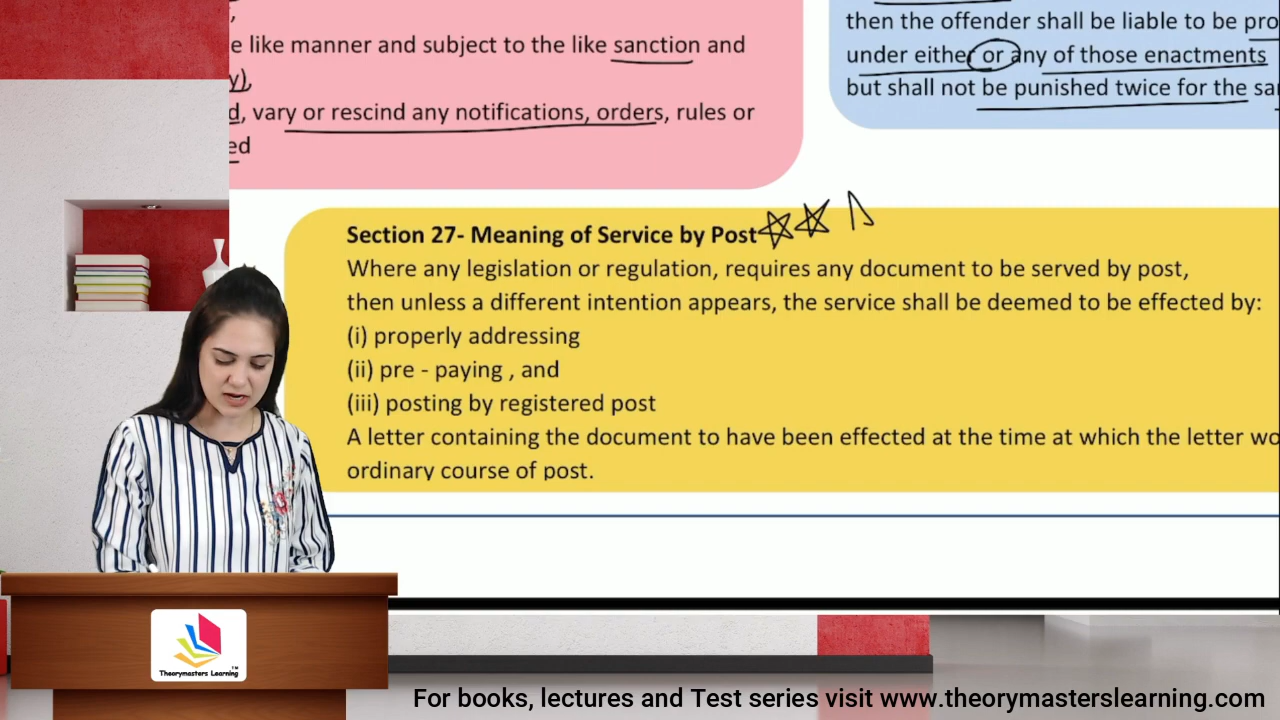 e like manner and subject to the like sanction and
y),
d, vary or rescind any notifications, orders, rules or
ed
then the offender shall be liable to be pro
under either or any of those enactments
but shall not be punished twice for the sa
Section 27- Meaning of Service by Post
Where any legislation or regulation, requires any document to be served by post,
then unless a different intention appears, the service shall be deemed to be effected by:
(i) properly addressing
(ii) pre - paying , and
(iii) posting by registered post
A letter containing the document to have been effected at the time at which the letter wo
ordinary course of post.
Theorymasters Learning™
For books, lectures and Test series visit www.theorymasterslearning.com